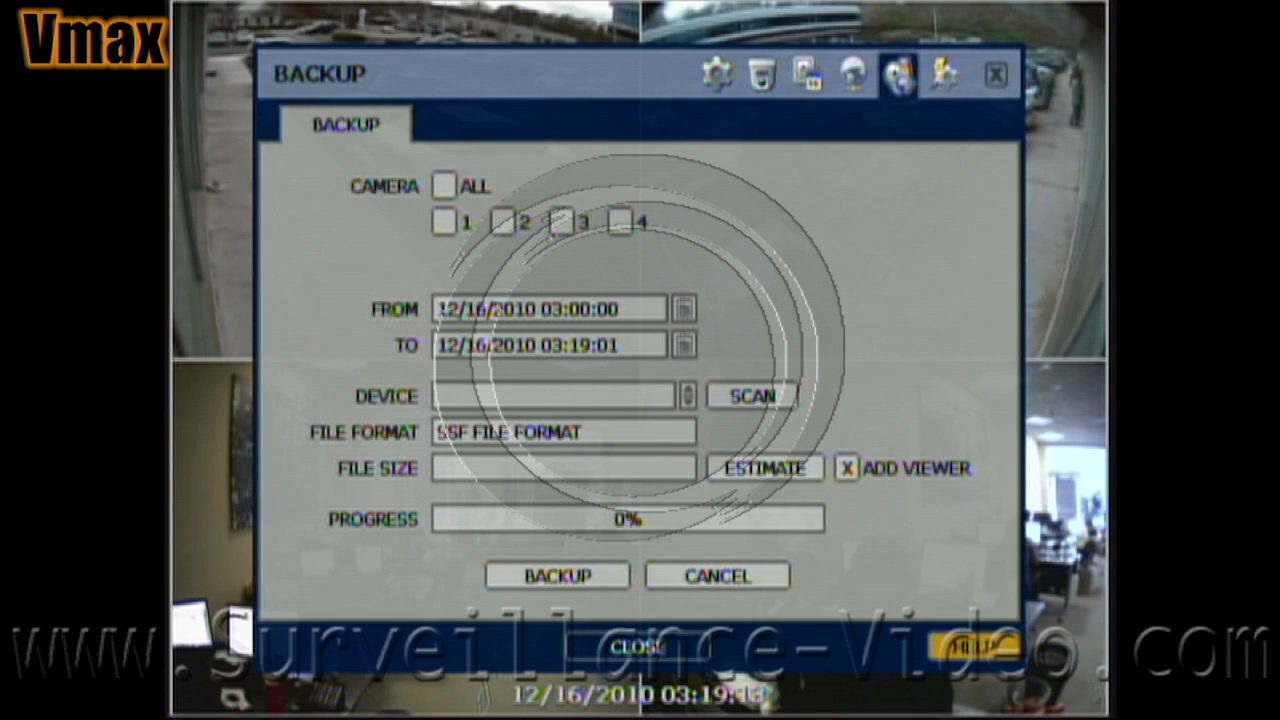 Vmax
BACKUP
BACKUP
CAMERA ALL
1 2 3 4
FROM 12/16/2010 03:00:00
TO 12/16/2010 03:19:01
DEVICE SCAN
FILE FORMAT SSF FILE FORMAT
FILE SIZE ESTIMATE X ADD VIEWER
PROGRESS 0%
BACKUP CANCEL
www.Surveillance-Video.com
CLOSE HELP
12/16/2010 03:19:13